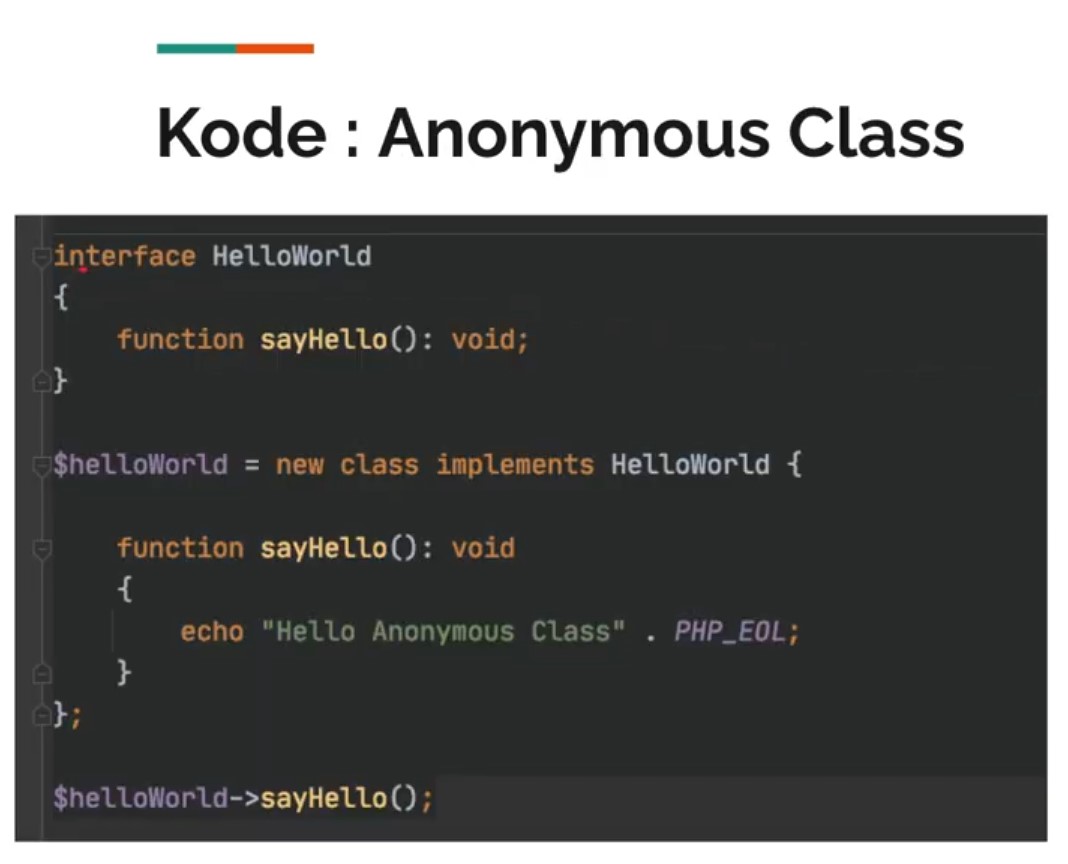 Kode : Anonymous Class
interface HelloWorld
{
    function sayHello(): void;
}
$helloWorld = new class implements HelloWorld {
    function sayHello(): void
    {
        echo "Hello Anonymous Class" . PHP_EOL;
    }
};
$helloWorld->sayHello();